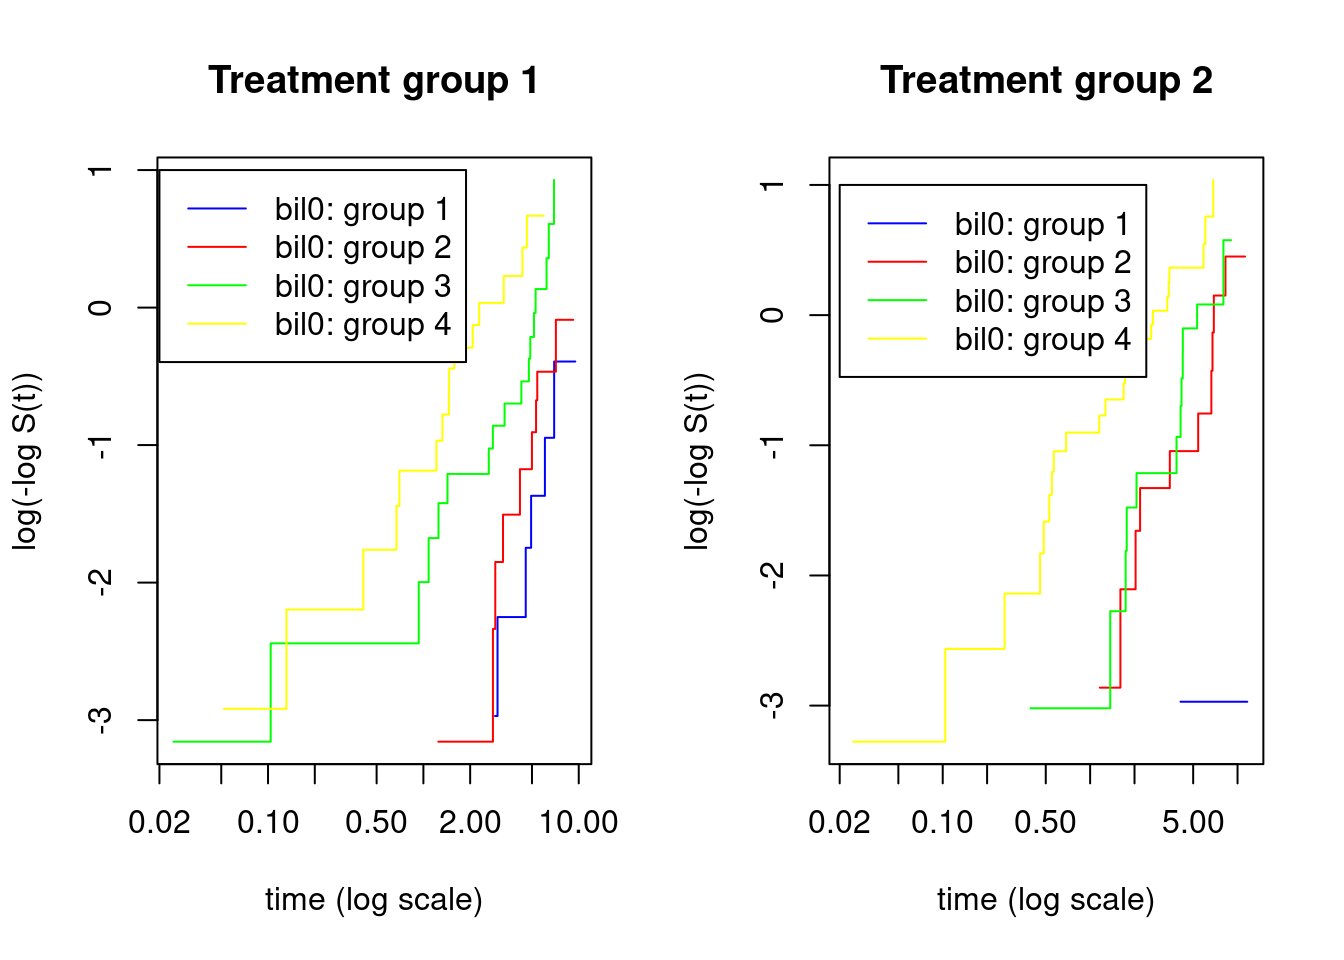 Treatment group 1
log(-log S(t))
1
0
-1
-2
-3
bil0: group 1
bil0: group 2
bil0: group 3
bil0: group 4
0.02 0.10 0.50 2.00 10.00
time (log scale)
Treatment group 2
log(-log S(t))
1
0
-1
-2
-3
bil0: group 1
bil0: group 2
bil0: group 3
bil0: group 4
0.02 0.10 0.50 5.00
time (log scale)